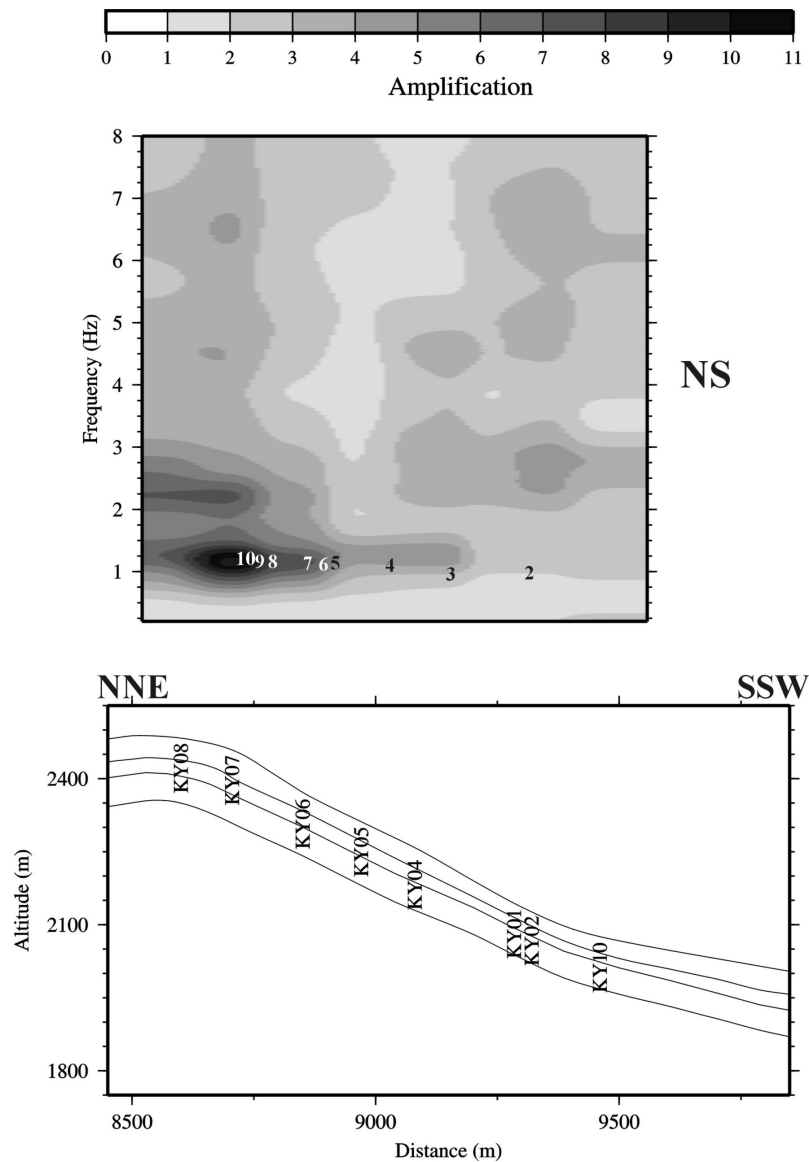 0 1 2 3 4 5 6 7 8 9 10 11
Amplification
8
7
6
5
4
3
2
1
Frequency (Hz)
NS
10 9 8 7 6 5 4 3 2
NNE SSW
2400
2100
1800
Altitude (m)
KY08
KY07
KY06
KY05
KY04
KY01
KY02
KY10
8500 9000 9500
Distance (m)